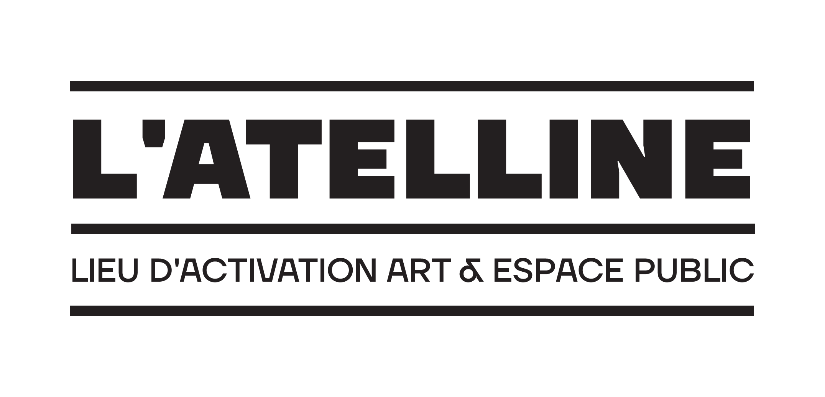 L'ATELLINE
LIEU D'ACTIVATION ART & ESPACE PUBLIC